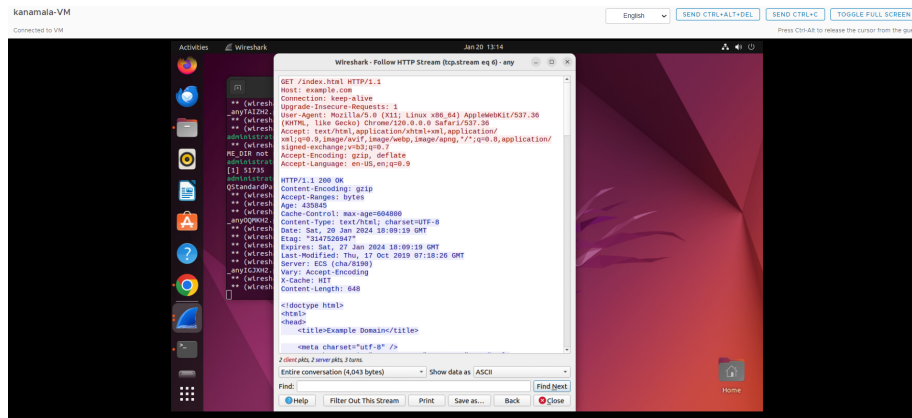 kanamala-VM
English
SEND CTRL+ALT+DEL
SEND CTRL+C
TOGGLE FULL SCREEN
Connected to VM
Press Ctrl-Alt to release the cursor from the gue
Activities
Wireshark
Jan 20 13:14
Wireshark · Follow HTTP Stream (tcp.stream eq 6) · any
GET /index.html HTTP/1.1
Host: example.com
Connection: keep-alive
Upgrade-Insecure-Requests: 1
User-Agent: Mozilla/5.0 (X11; Linux x86_64) AppleWebKit/537.36
(KHTML, like Gecko) Chrome/120.0.0.0 Safari/537.36
Accept: text/html,application/xhtml+xml,application/
xml;q=0.9,image/avif,image/webp,image/apng,*/*;q=0.8,application/
signed-exchange;v=b3;q=0.7
Accept-Encoding: gzip, deflate
Accept-Language: en-US,en;q=0.9
HTTP/1.1 200 OK
Content-Encoding: gzip
Accept-Ranges: bytes
Age: 435845
Cache-Control: max-age=604800
Content-Type: text/html; charset=UTF-8
Date: Sat, 20 Jan 2024 18:09:19 GMT
Etag: "3147526947"
Expires: Sat, 27 Jan 2024 18:09:19 GMT
Last-Modified: Thu, 17 Oct 2019 07:18:26 GMT
Server: ECS (cha/8190)
Vary: Accept-Encoding
X-Cache: HIT
Content-Length: 648
<!doctype html>
<html>
<head>
<title>Example Domain</title>
<meta charset="utf-8" />
2 client pkts, 2 server pkts, 3 turns.
Entire conversation (4,043 bytes)
Show data as ASCII
Find:
Find Next
Help
Filter Out This Stream
Print
Save as...
Back
Close
** (wiresh
_anyTAIZH2.
** (wiresh
** (wiresh
administrat
** (wiresh
ME_DIR not
administrat
[1] 51735
administrat
QStandardPa
** (wiresh
** (wiresh
** (wiresh
_anyOQMKH2.
** (wiresh
** (wiresh
** (wiresh
** (wiresh
_anyIGJXH2.
** (wiresh
** (wiresh
Home